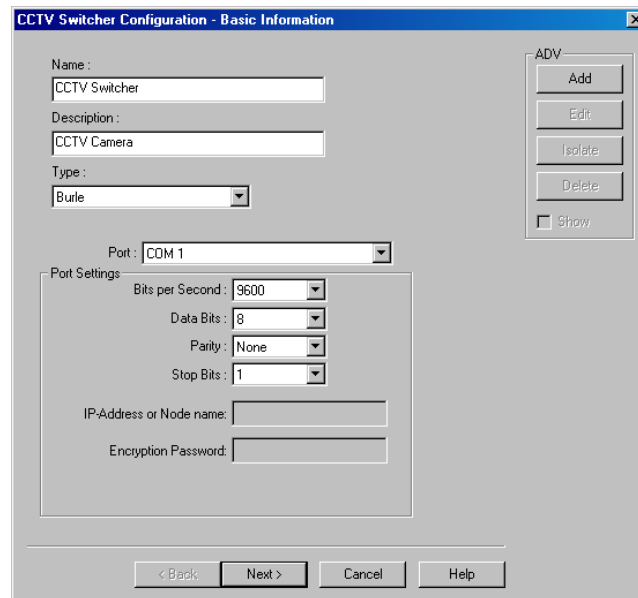 CCTV Switcher Configuration - Basic Information
Name :
CCTV Switcher
Description :
CCTV Camera
Type :
Burle
ADV
Add
Edit
Isolate
Delete
Show
Port : COM 1
Port Settings
Bits per Second : 9600
Data Bits : 8
Parity : None
Stop Bits : 1
IP-Address or Node name:
Encryption Password:
< Back Next > Cancel Help